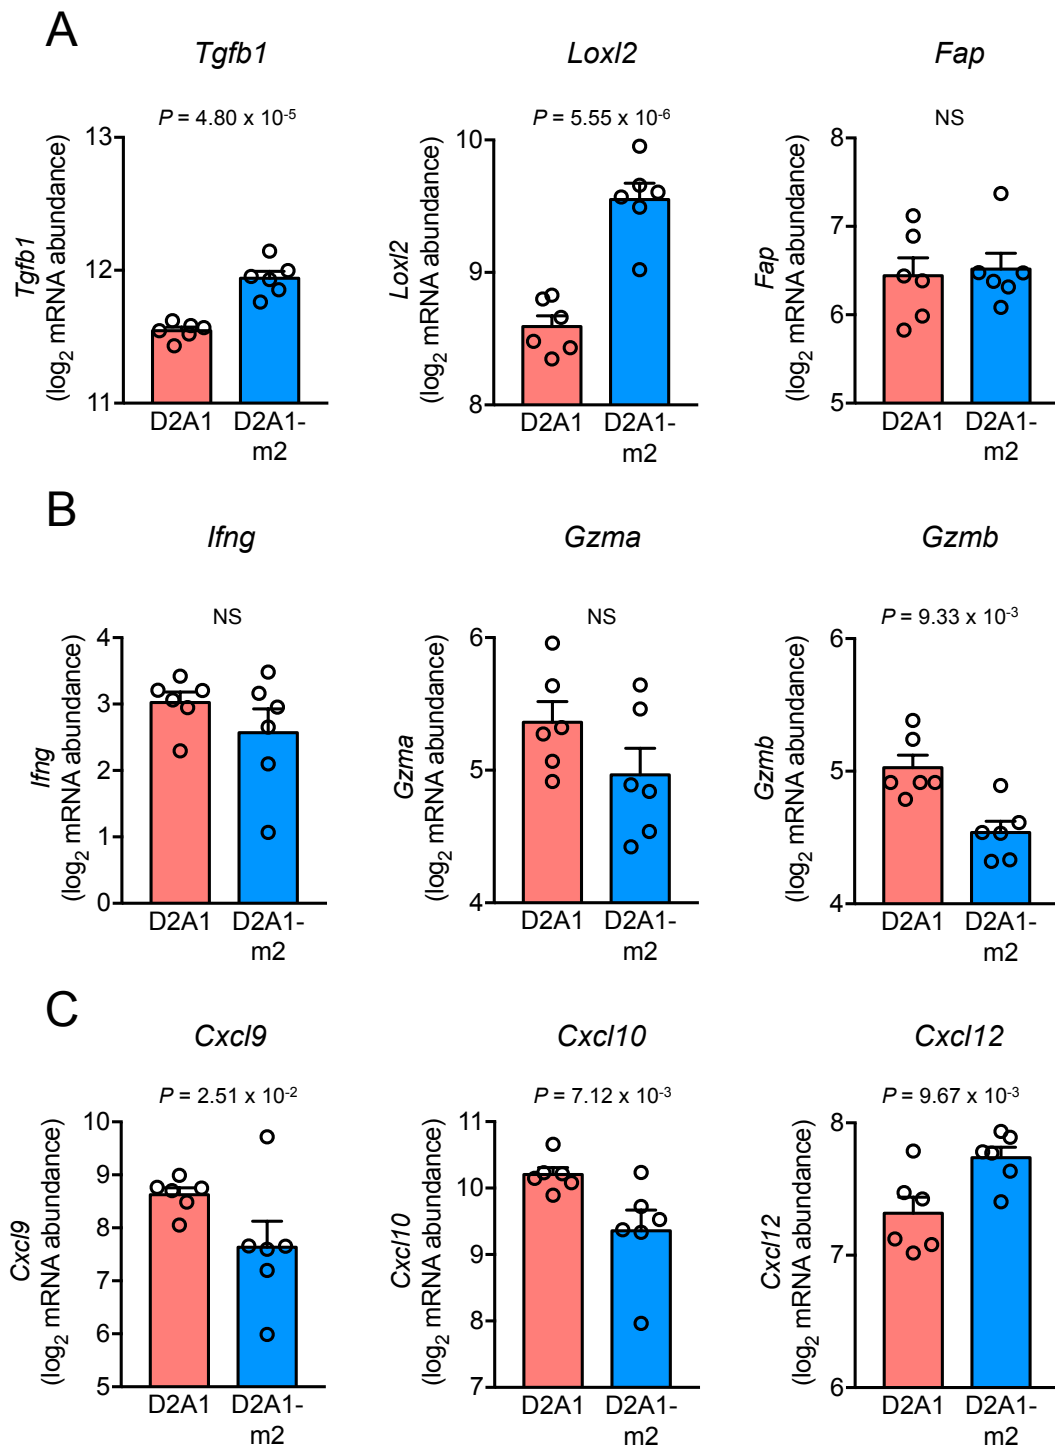 A
Tgfb1
Loxl2
Fap
P = 4.80 x 10-5
P = 5.55 x 10-6
NS
Tgfb1
(log2 mRNA abundance)
13
12
11
D2A1
D2A1-
m2
Loxl2
(log2 mRNA abundance)
10
9
8
D2A1
D2A1-
m2
Fap
(log2 mRNA abundance)
8
7
6
5
D2A1
D2A1-
m2
B
Ifng
Gzma
Gzmb
NS
NS
P = 9.33 x 10-3
Ifng
(log2 mRNA abundance)
4
3
2
1
0
D2A1
D2A1-
m2
Gzma
(log2 mRNA abundance)
6
5
4
D2A1
D2A1-
m2
Gzmb
(log2 mRNA abundance)
6
5
4
D2A1
D2A1-
m2
C
Cxcl9
Cxcl10
Cxcl12
P = 2.51 x 10-2
P = 7.12 x 10-3
P = 9.67 x 10-3
Cxcl9
(log2 mRNA abundance)
10
9
8
7
6
5
D2A1
D2A1-
m2
Cxcl10
(log2 mRNA abundance)
11
10
9
8
7
D2A1
D2A1-
m2
Cxcl12
(log2 mRNA abundance)
8
7
6
D2A1
D2A1-
m2